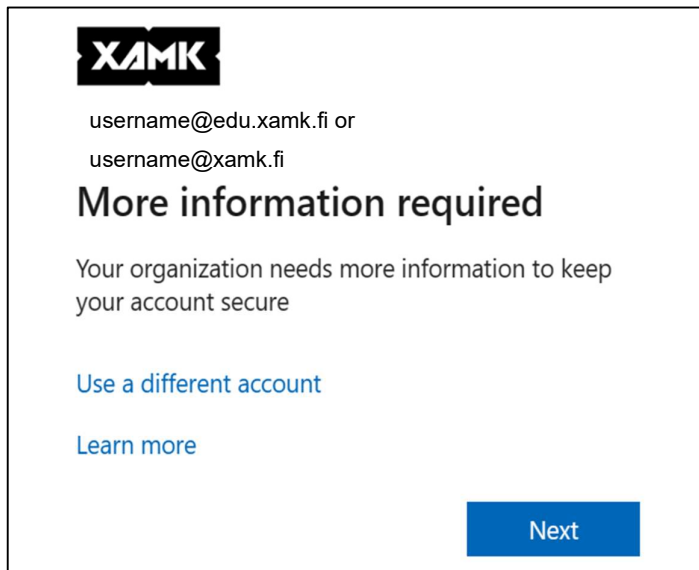 XAMK
username@edu.xamk.fi or
username@xamk.fi
More information required
Your organization needs more information to keep
your account secure
Use a different account
Learn more
Next